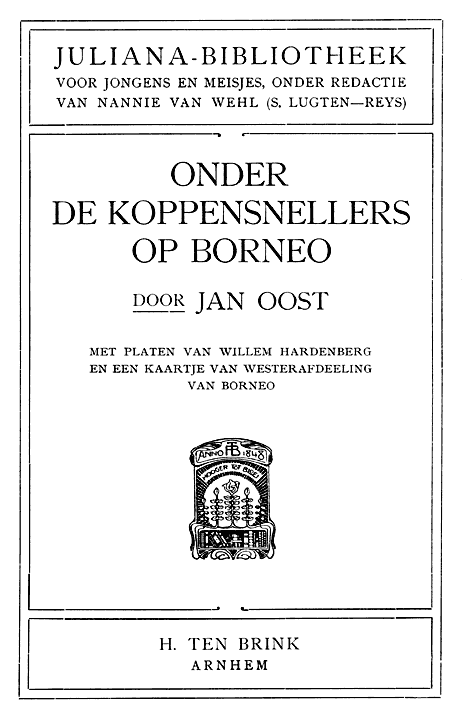 JULIANA-BIBLIOTHEEK
VOOR JONGENS EN MEISJES, ONDER REDACTIE
VAN NANNIE VAN WEHL (S. LUGTEN—REYS)
ONDER
DE KOPPENSNELLERS
OP BORNEO
DOOR JAN OOST
MET PLATEN VAN WILLEM HARDENBERG
EN EEN KAARTJE VAN WESTERAFDEELING
VAN BORNEO
ANNO 1848
HOOGER
H. TEN BRINK
ARNHEM